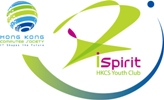 HONG KONG
COMPUTER SOCIETY
iSpirit
HKCS Youth Club